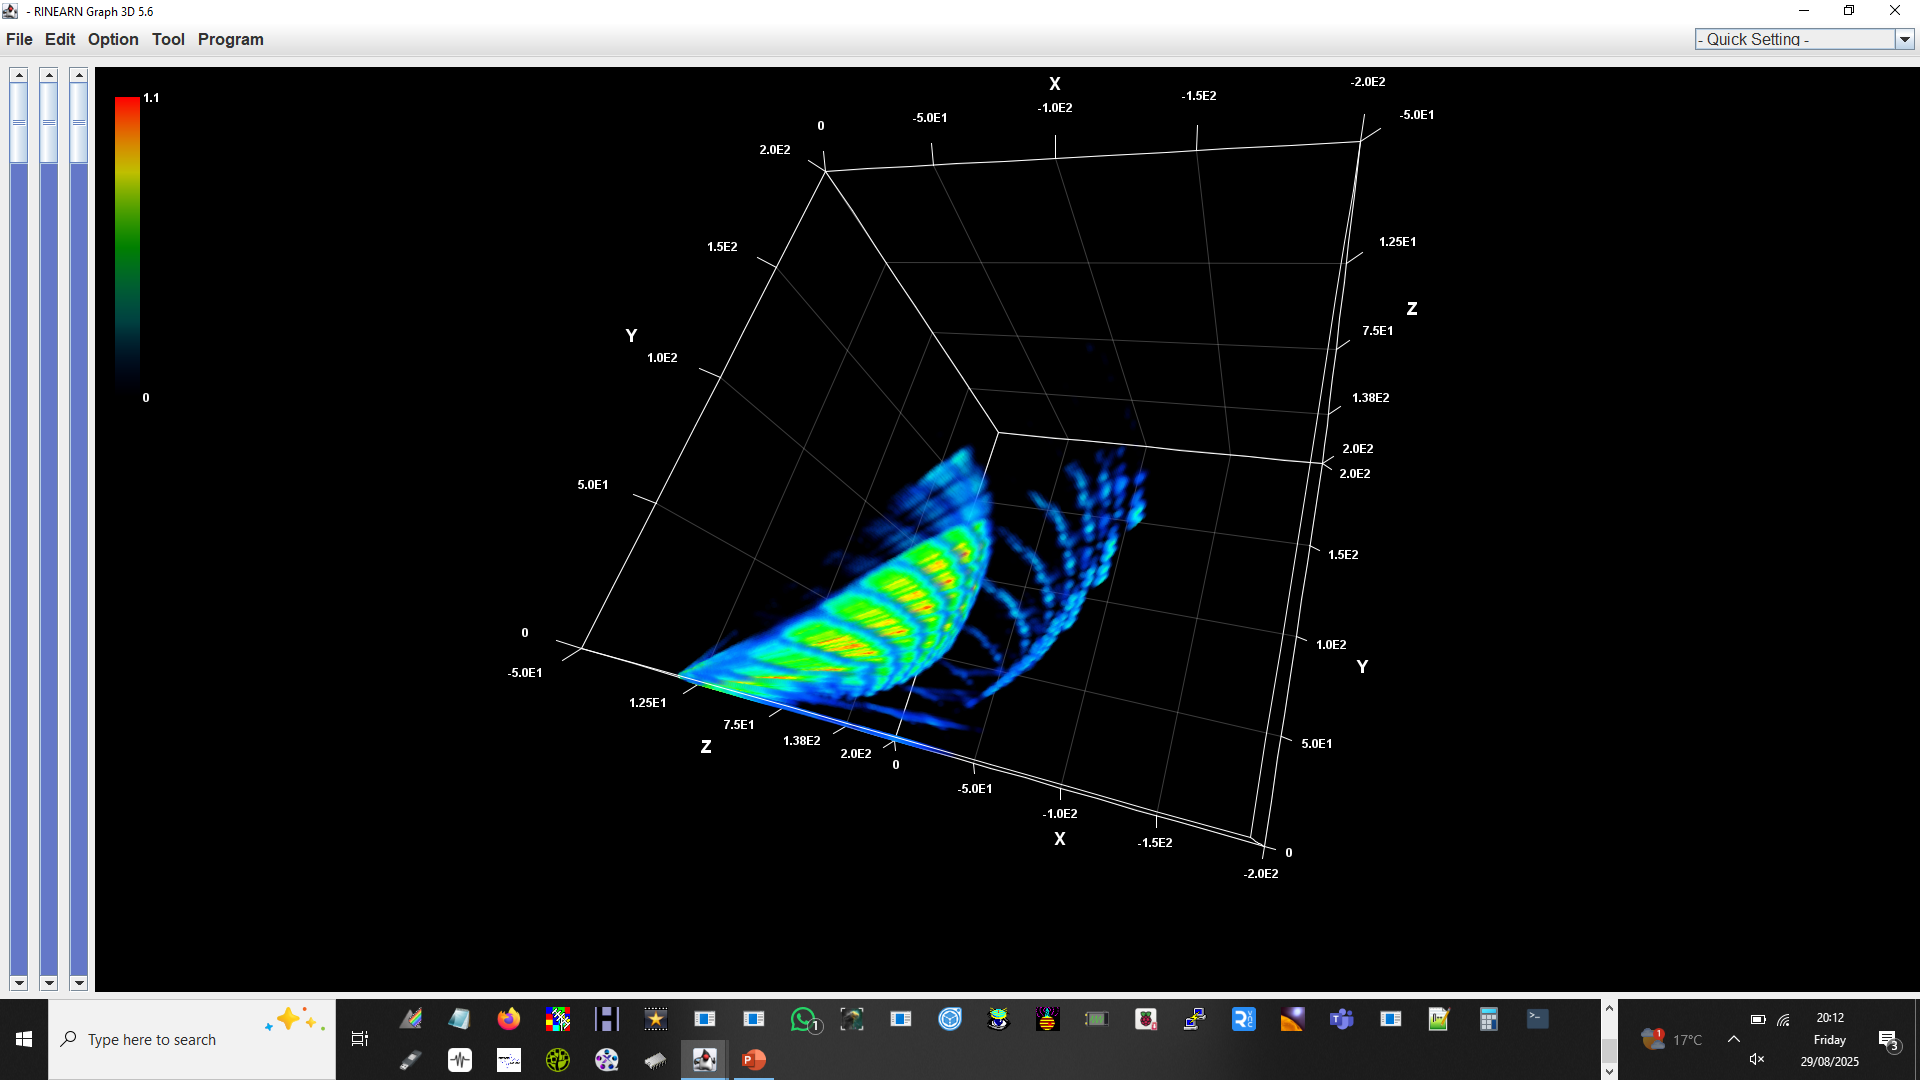 - RINEARN Graph 3D 5.6
File Edit Option Tool Program
- Quick Setting -
1.1
0
X
0
-5.0E1
-1.0E2
-1.5E2
-2.0E2
2.0E2
-5.0E1
1.5E2
1.25E1
Y
Z
1.0E2
7.5E1
1.38E2
2.0E2
2.0E2
5.0E1
1.5E2
0
-5.0E1
1.0E2
Y
1.25E1
7.5E1
Z
1.38E2
2.0E2
0
5.0E1
-5.0E1
-1.0E2
X
-1.5E2
0
-2.0E2
Type here to search
1
1
17°C
20:12
Friday
29/08/2025
3